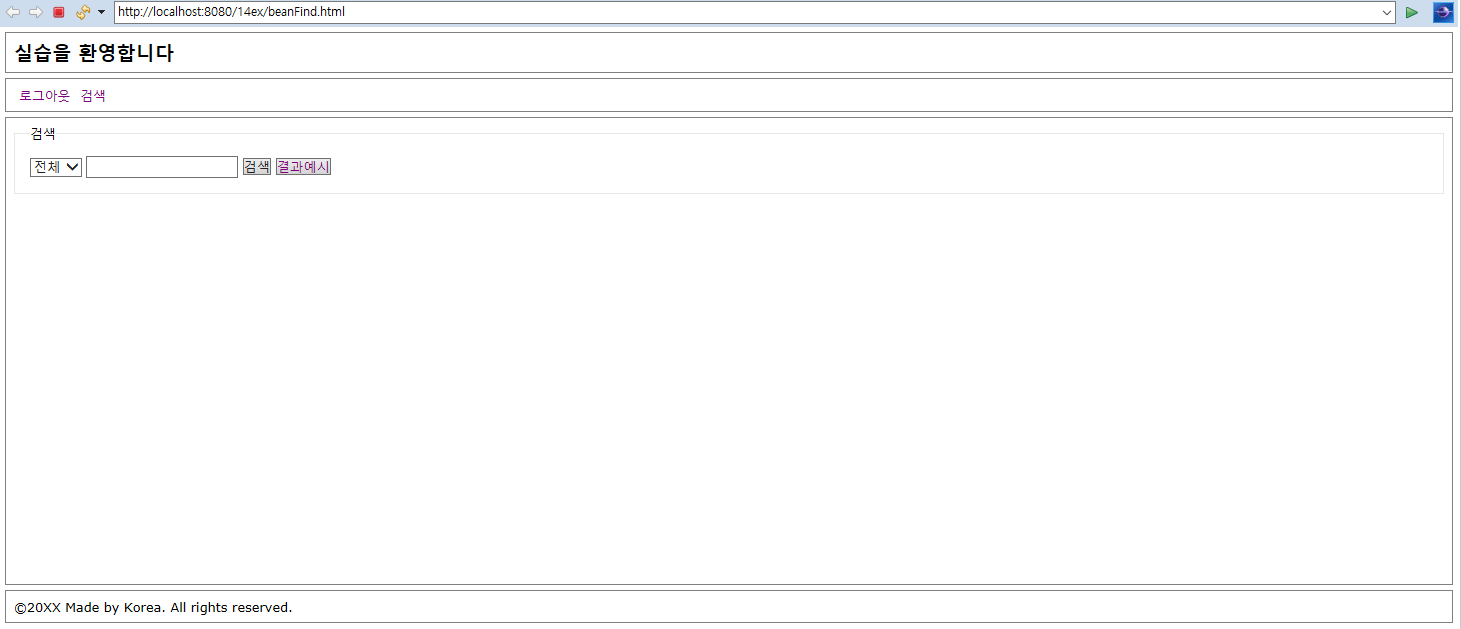 http://localhost:8080/14ex/beanFind.html
실습을 환영합니다
로그아웃 검색
검색
전체 검색 결과예시
©20XX Made by Korea. All rights reserved.